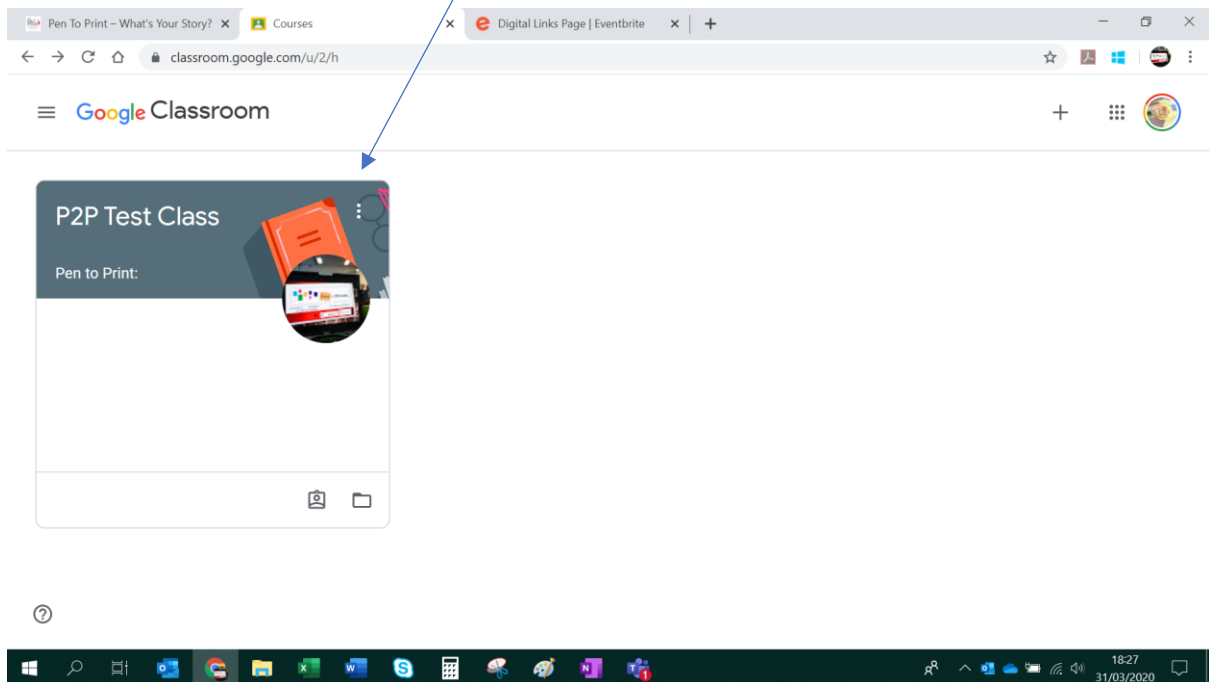 Pen To Print – What's Your Story?
Courses
Digital Links Page | Eventbrite
classroom.google.com/u/2/h
Google Classroom
P2P Test Class
Pen to Print:
18:27
31/03/2020